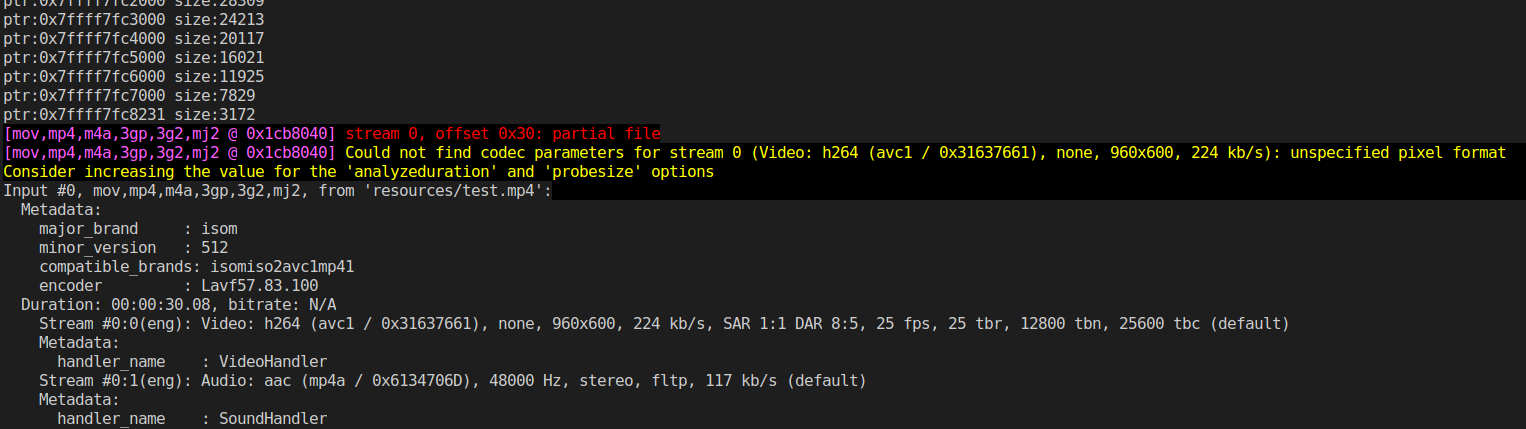 ptr:0x7ffff7fc2000 size:28309
ptr:0x7ffff7fc3000 size:24213
ptr:0x7ffff7fc4000 size:20117
ptr:0x7ffff7fc5000 size:16021
ptr:0x7ffff7fc6000 size:11925
ptr:0x7ffff7fc7000 size:7829
ptr:0x7ffff7fc8231 size:3172
[mov,mp4,m4a,3gp,3g2,mj2 @ 0x1cb8040] stream 0, offset 0x30: partial file
[mov,mp4,m4a,3gp,3g2,mj2 @ 0x1cb8040] Could not find codec parameters for stream 0 (Video: h264 (avc1 / 0x31637661), none, 960x600, 224 kb/s): unspecified pixel format
Consider increasing the value for the 'analyzeduration' and 'probesize' options
Input #0, mov,mp4,m4a,3gp,3g2,mj2, from 'resources/test.mp4':
  Metadata:
    major_brand     : isom
    minor_version   : 512
    compatible_brands: isomiso2avc1mp41
    encoder         : Lavf57.83.100
  Duration: 00:00:30.08, bitrate: N/A
    Stream #0:0(eng): Video: h264 (avc1 / 0x31637661), none, 960x600, 224 kb/s, SAR 1:1 DAR 8:5, 25 fps, 25 tbr, 12800 tbn, 25600 tbc (default)
    Metadata:
      handler_name    : VideoHandler
    Stream #0:1(eng): Audio: aac (mp4a / 0x6134706D), 48000 Hz, stereo, fltp, 117 kb/s (default)
    Metadata:
      handler_name    : SoundHandler